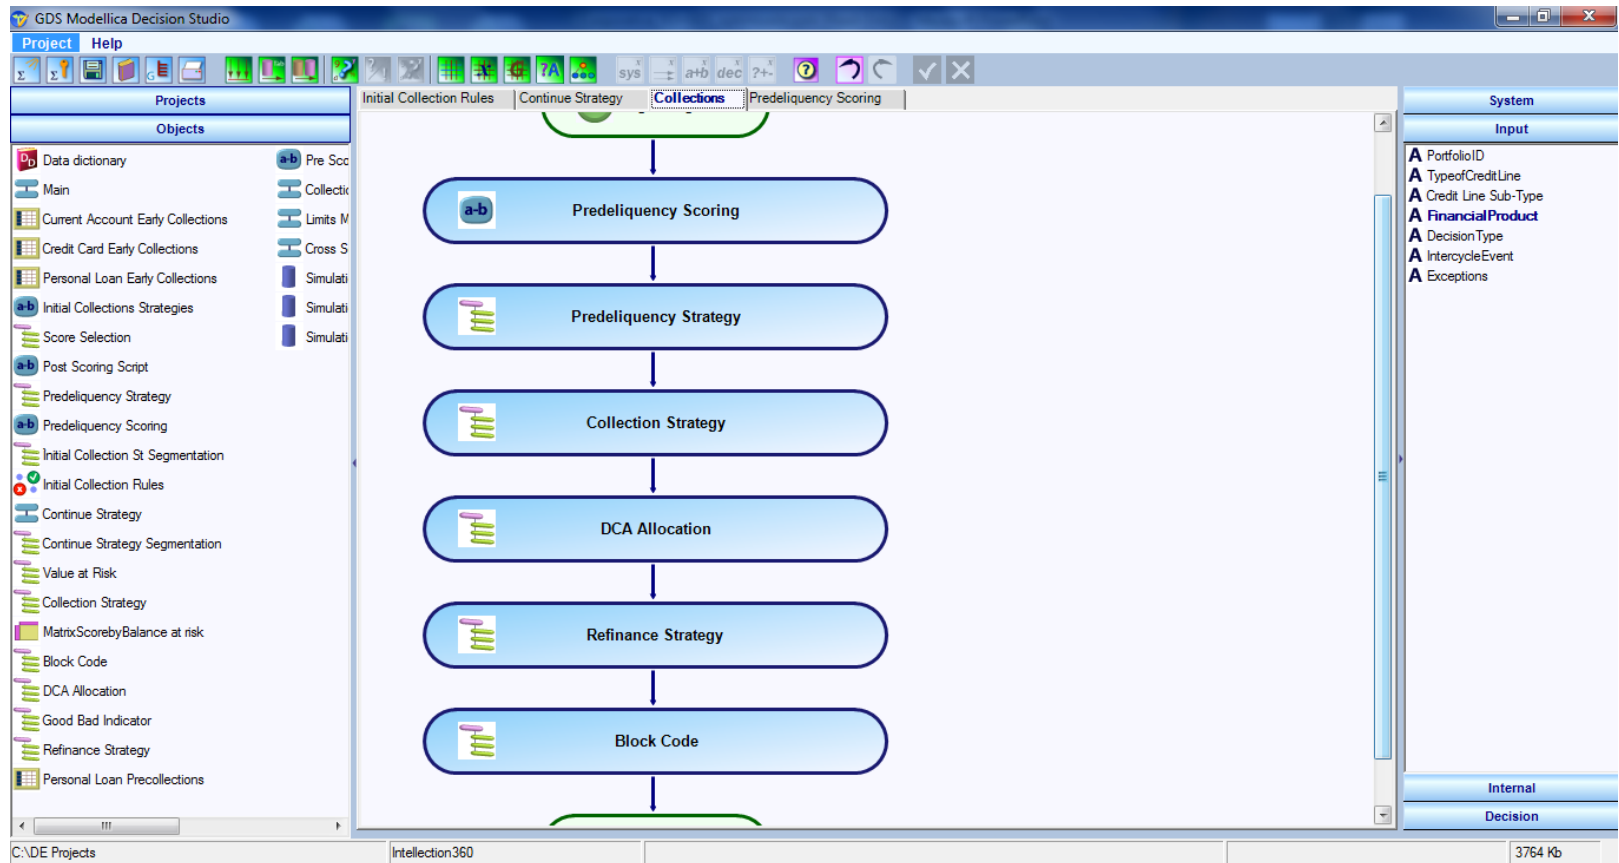 GDS Modellica Decision Studio
Project Help
sys a+b dec ?+-
Projects
Objects
Data dictionary
Main
Current Account Early Collections
Credit Card Early Collections
Personal Loan Early Collections
Initial Collections Strategies
Score Selection
Post Scoring Script
Predeliquency Strategy
Predeliquency Scoring
Initial Collection St Segmentation
Initial Collection Rules
Continue Strategy
Continue Strategy Segmentation
Value at Risk
Collection Strategy
MatrixScorebyBalance at risk
Block Code
DCA Allocation
Good Bad Indicator
Refinance Strategy
Personal Loan Precollections
Pre Sco
Collectio
Limits M
Cross S
Simulati
Simulati
Simulati
Initial Collection Rules
Continue Strategy
Collections
Predeliquency Scoring
a-b Predeliquency Scoring
Predeliquency Strategy
Collection Strategy
DCA Allocation
Refinance Strategy
Block Code
System
Input
A PortfolioID
A TypeofCreditLine
A Credit Line Sub-Type
A FinancialProduct
A DecisionType
A IntercycleEvent
A Exceptions
Internal
Decision
C:\DE Projects
Intellection360
3764 Kb